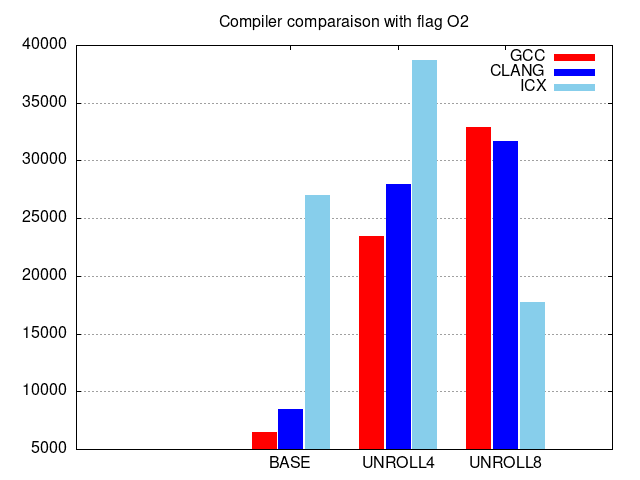 Compiler comparaison with flag O2
40000
35000
30000
25000
20000
15000
10000
5000
GCC
CLANG
ICX
BASE UNROLL4 UNROLL8